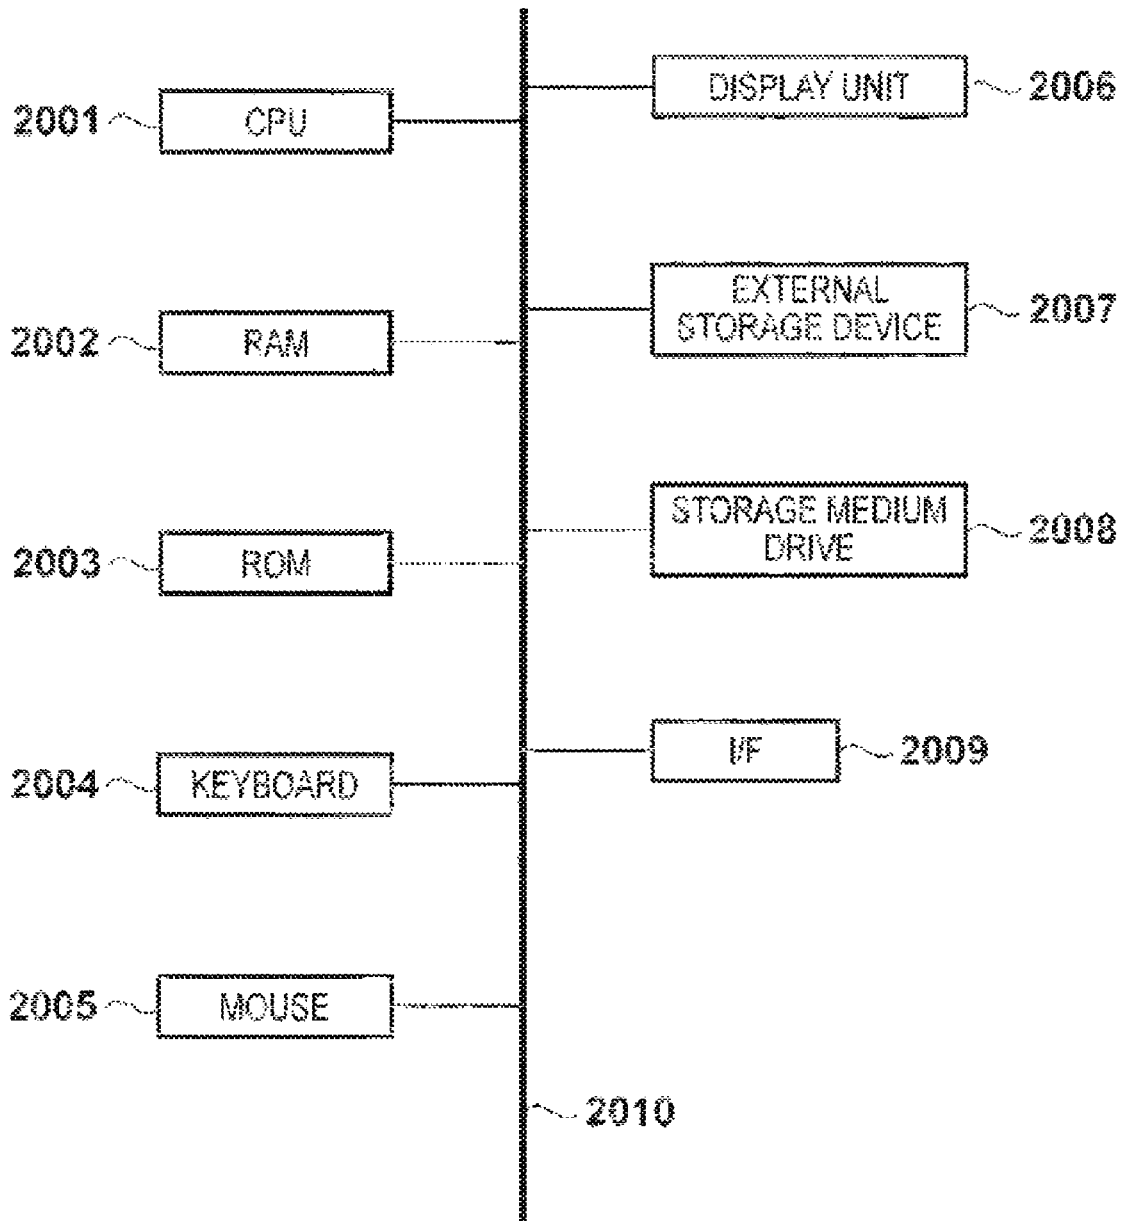 2001 CPU
2002 RAM
2003 ROM
2004 KEYBOARD
2005 MOUSE
DISPLAY UNIT 2006
EXTERNAL
STORAGE DEVICE 2007
STORAGE MEDIUM
DRIVE 2008
I/F 2009
2010